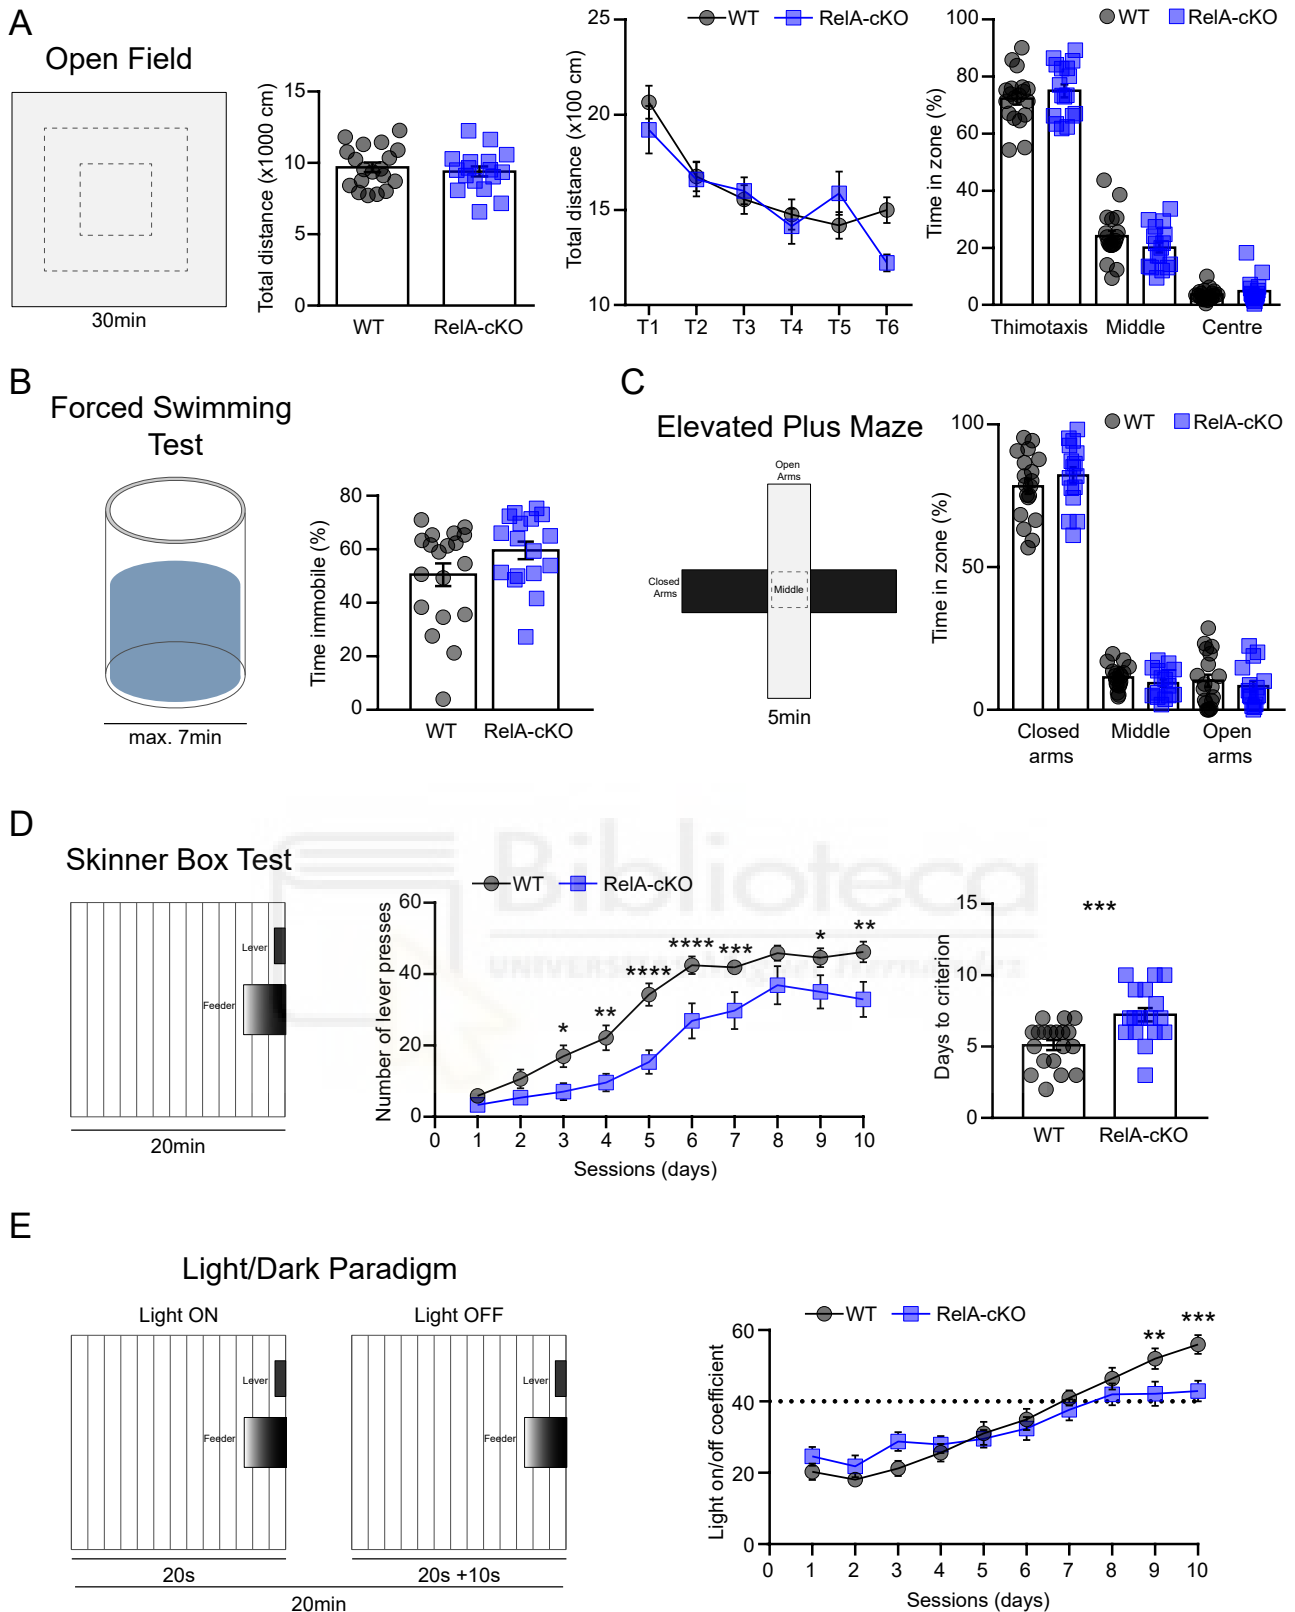 A
Open Field
30min
Total distance (x1000 cm)
15
10
5
0
WT
RelA-cKO
WT
RelA-cKO
Total distance (x100 cm)
25
20
15
10
T1
T2
T3
T4
T5
T6
WT
RelA-cKO
Time in zone (%)
100
80
60
40
20
0
Thimotaxis
Middle
Centre
B
Forced Swimming
Test
max. 7min
Time immobile (%)
80
60
40
20
0
WT
RelA-cKO
C
Elevated Plus Maze
Open
Arms
Closed
Arms
Middle
5min
WT
RelA-cKO
Time in zone (%)
100
50
0
Closed
arms
Middle
Open
arms
D
Skinner Box Test
Lever
Feeder
20min
WT
RelA-cKO
Number of lever presses
60
40
20
0
*
**
****
****
***
*
**
0
1
2
3
4
5
6
7
8
9
10
Sessions (days)
Days to criterion
15
10
5
0
***
WT
RelA-cKO
Biblioteca
E
Light/Dark Paradigm
Light ON
Lever
Feeder
20s
Light OFF
Lever
Feeder
20s +10s
20min
WT
RelA-cKO
Light on/off coefficient
60
40
20
0
**
***
0
1
2
3
4
5
6
7
8
9
10
Sessions (days)